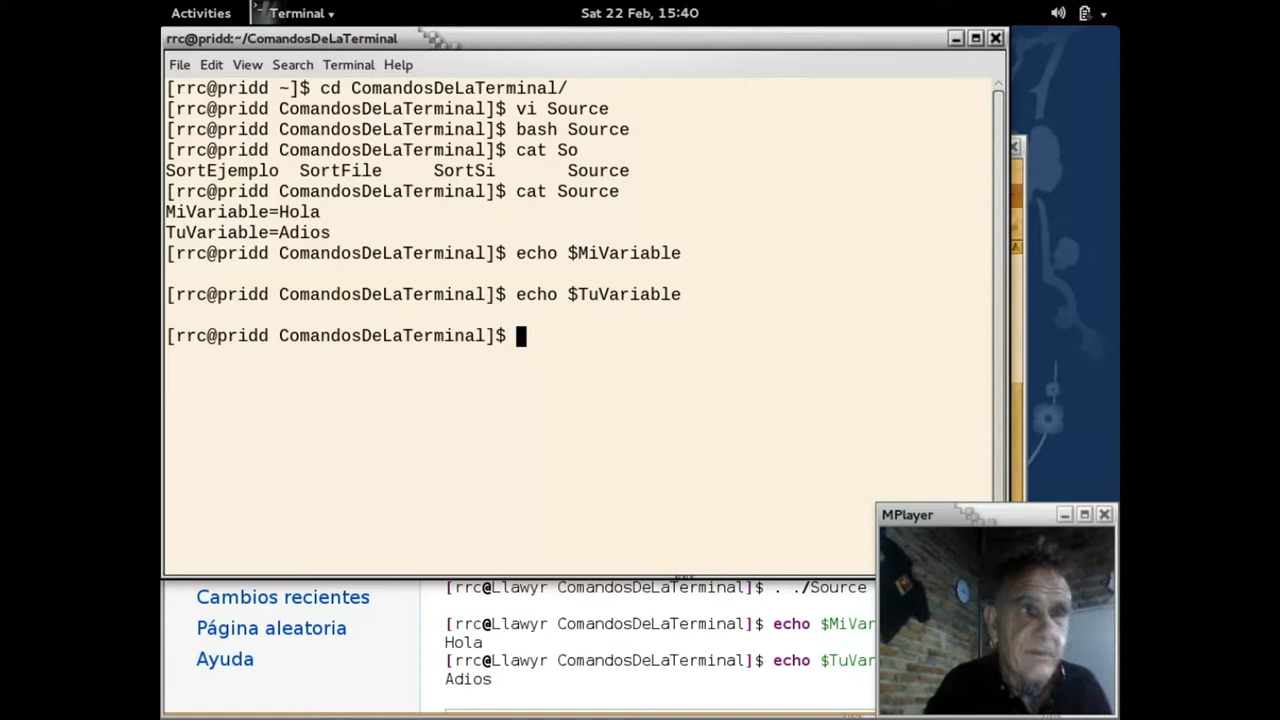 Activities
Terminal
Sat 22 Feb, 15:40
rrc@pridd:~/ComandosDeLaTerminal
File Edit View Search Terminal Help
[rrc@pridd ~]$ cd ComandosDeLaTerminal/
[rrc@pridd ComandosDeLaTerminal]$ vi Source
[rrc@pridd ComandosDeLaTerminal]$ bash Source
[rrc@pridd ComandosDeLaTerminal]$ cat So
SortEjemplo SortFile SortSi Source
[rrc@pridd ComandosDeLaTerminal]$ cat Source
MiVariable=Hola
TuVariable=Adios
[rrc@pridd ComandosDeLaTerminal]$ echo $MiVariable
[rrc@pridd ComandosDeLaTerminal]$ echo $TuVariable
[rrc@pridd ComandosDeLaTerminal]$
MPlayer
Cambios recientes
Página aleatoria
Ayuda
[rrc@Llawyr ComandosDeLaTerminal]$ . ./Source
[rrc@Llawyr ComandosDeLaTerminal]$ echo $MiVar
Hola
[rrc@Llawyr ComandosDeLaTerminal]$ echo $TuVar
Adios